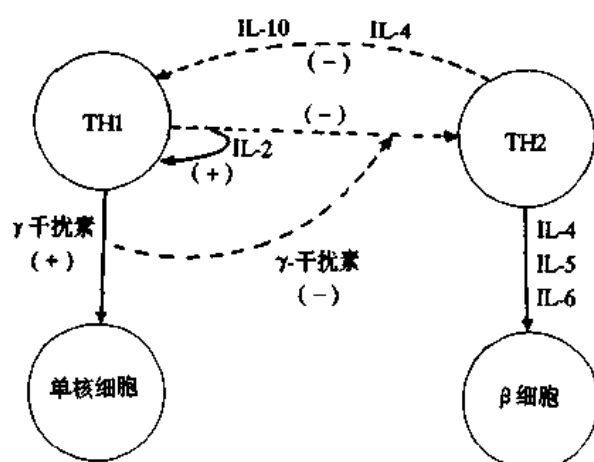 IL-10 IL-4
(-)
TH1
(-)
TH2
IL-2
(+)
γ干扰素
(+)
γ-干扰素
(-)
IL-4
IL-5
IL-6
单核细胞
β细胞